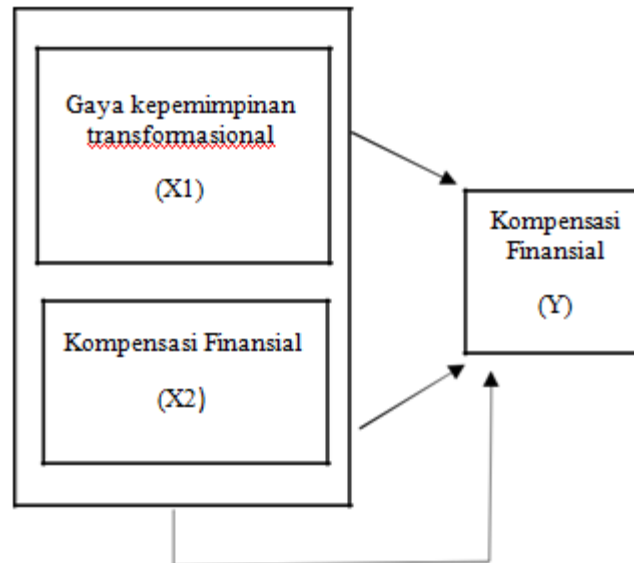 Gaya kepemimpinan
transformasional
(X1)
Kompensasi Finansial
(X2)
Kompensasi
Finansial
(Y)